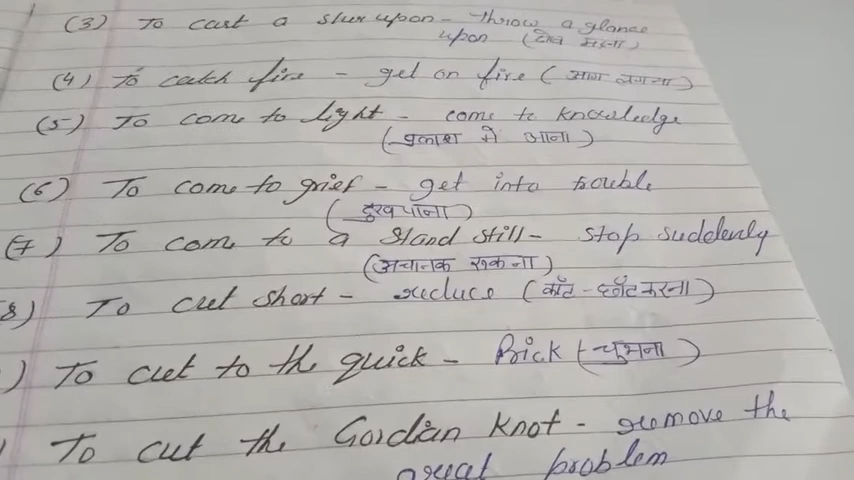 (3) To cast a slur upon - throw a glance
upon
(4) To catch fire - get on fire (आग लगना)
(5) To come to light - come to knowledge
(प्रकाश में आना)
(6) To come to grief - get into trouble
(दुख पाना)
(7) To come to a stand still - stop suddenly
(अचानक रुकना)
8) To cut short - reduce (काँट-छाँट करना)
) To cut to the quick - Prick (चुभना)
To cut the Gordian Knot - remove the
great problem